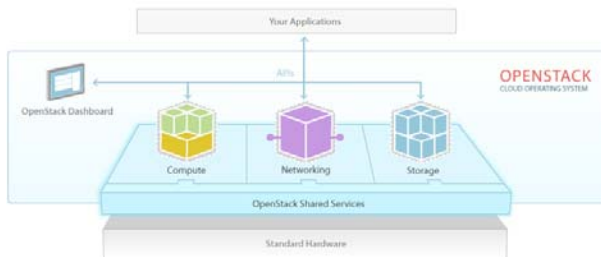 Your Applications
APIs
OPENSTACK
CLOUD OPERATING SYSTEM
OpenStack Dashboard
Compute
Networking
Storage
OpenStack Shared Services
Standard Hardware